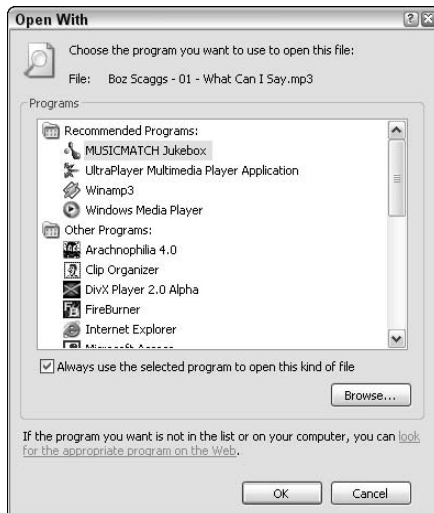 Open With
Choose the program you want to use to open this file:
File: Boz Scaggs - 01 - What Can I Say.mp3
Programs
Recommended Programs:
MUSICMATCH Jukebox
UltraPlayer Multimedia Player Application
Winamp3
Windows Media Player
Other Programs:
Arachnophilia 4.0
Clip Organizer
DivX Player 2.0 Alpha
FireBurner
Internet Explorer
Microsoft Access
Always use the selected program to open this kind of file
Browse...
If the program you want is not in the list or on your computer, you can look
for the appropriate program on the Web.
OK Cancel